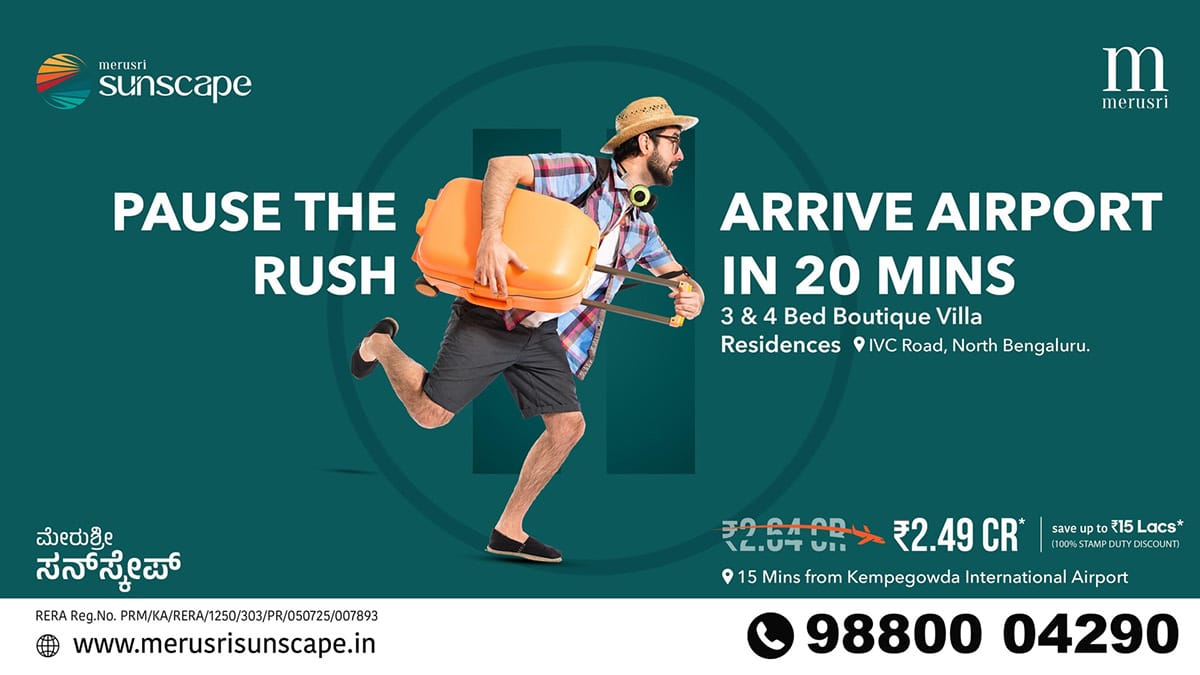 merusri
sunscape
m
merusri
PAUSE THE
RUSH
ARRIVE AIRPORT
IN 20 MINS
3 & 4 Bed Boutique Villa
Residences IVC Road, North Bengaluru.
ಮೇರುಶ್ರೀ
ಸನ್‌ಸ್ಕೇಪ್
₹2.64 CR ₹2.49 CR* save up to ₹15 Lacs*
(100% STAMP DUTY DISCOUNT)
15 Mins from Kempegowda International Airport
RERA Reg.No. PRM/KA/RERA/1250/303/PR/050725/007893
www.merusrisunscape.in
98800 04290